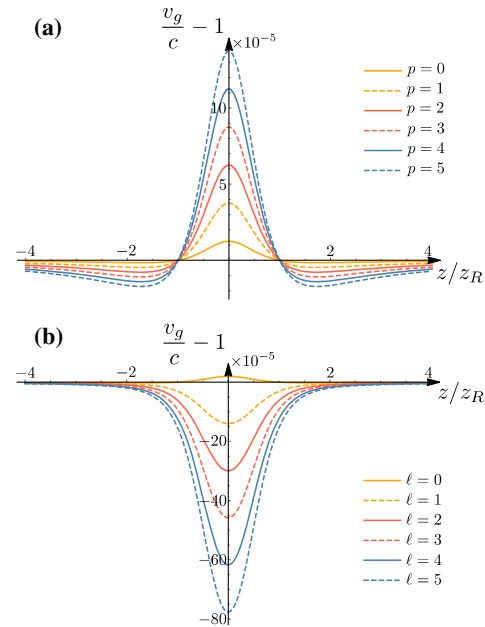 (a)
v_g/c − 1
×10⁻⁵
10
5
−4
−2
2
4
z/z_R
p = 0
p = 1
p = 2
p = 3
p = 4
p = 5
(b)
v_g/c − 1
×10⁻⁵
−4
−2
2
4
z/z_R
−20
−40
−60
−80
ℓ = 0
ℓ = 1
ℓ = 2
ℓ = 3
ℓ = 4
ℓ = 5